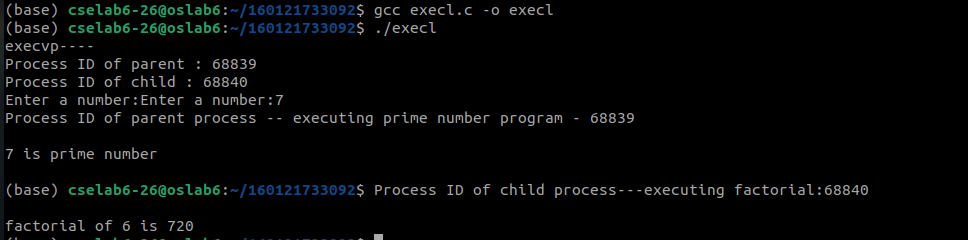 (base) cselab6-26@oslab6:~/160121733092$ gcc execl.c -o execl
(base) cselab6-26@oslab6:~/160121733092$ ./execl
execvp----
Process ID of parent : 68839
Process ID of child : 68840
Enter a number:Enter a number:7
Process ID of parent process -- executing prime number program - 68839
7 is prime number
(base) cselab6-26@oslab6:~/160121733092$ Process ID of child process---executing factorial:68840
factorial of 6 is 720